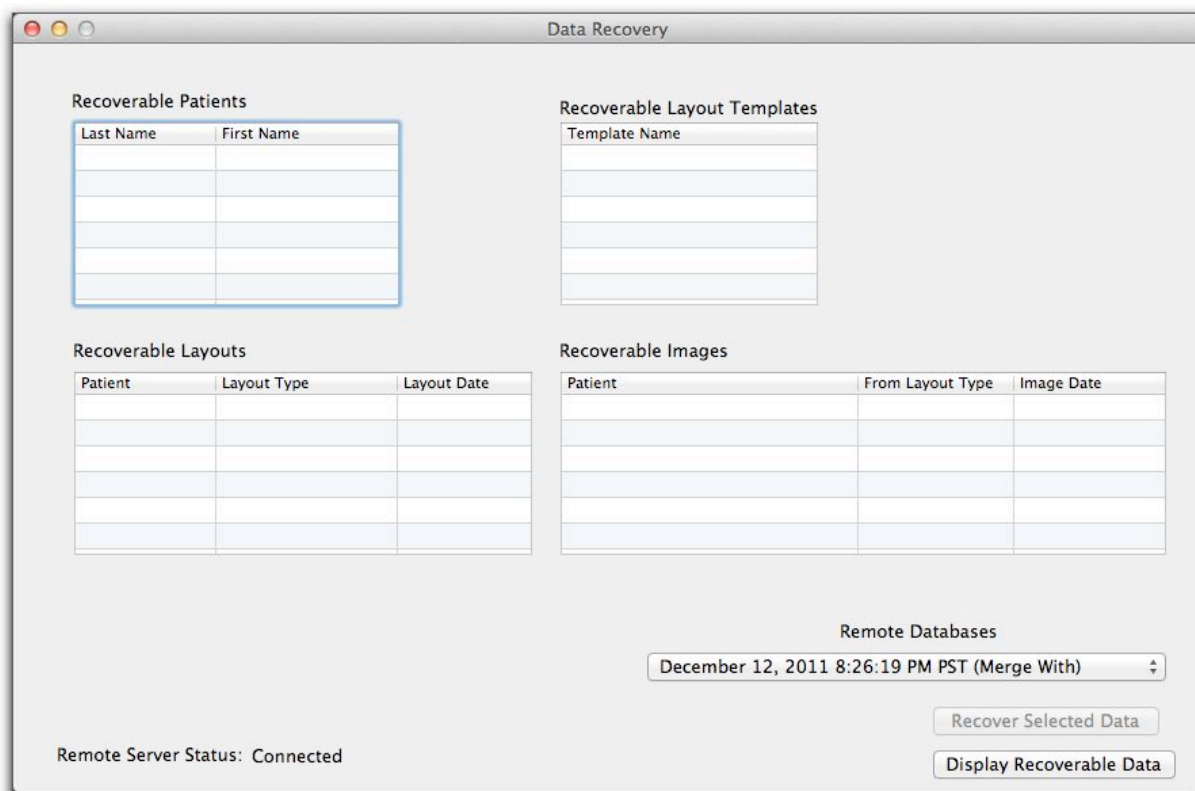 Data Recovery
Recoverable Patients
Last Name First Name
Recoverable Layout Templates
Template Name
Recoverable Layouts
Patient Layout Type Layout Date
Recoverable Images
Patient From Layout Type Image Date
Remote Databases
December 12, 2011 8:26:19 PM PST (Merge With)
Recover Selected Data
Remote Server Status: Connected
Display Recoverable Data